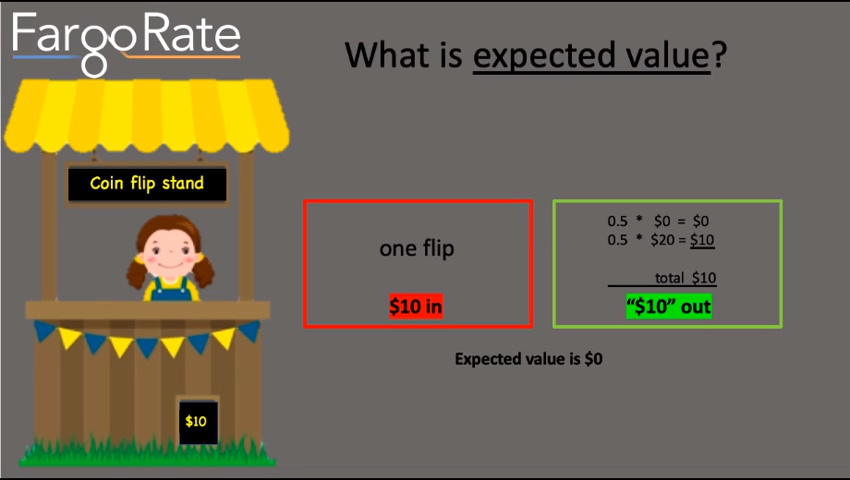 FargoRate
What is expected value?
Coin flip stand
one flip
$10 in
0.5 * $0 = $0
0.5 * $20 = $10
total $10
“$10” out
Expected value is $0
$10